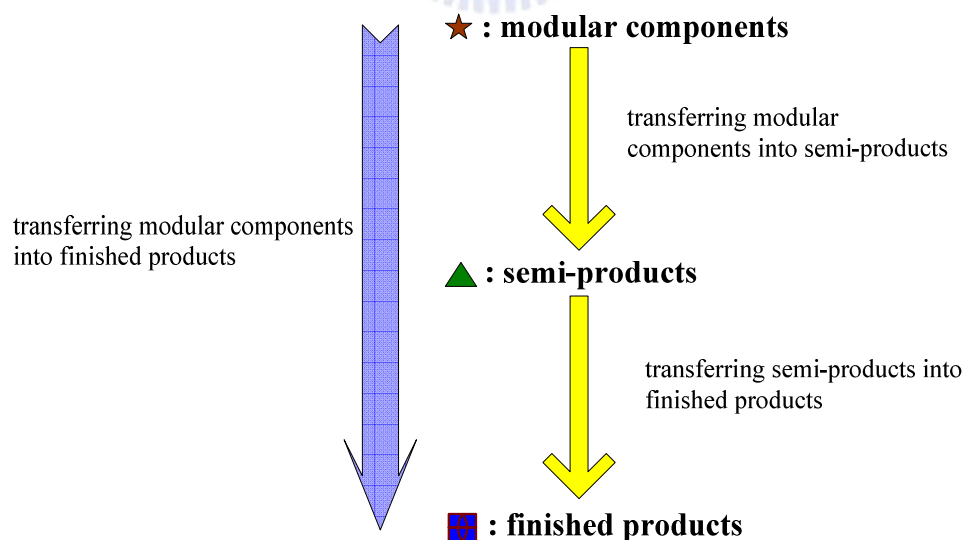 : modular components
transferring modular
components into semi-products
transferring modular components
into finished products
: semi-products
transferring semi-products into
finished products
: finished products